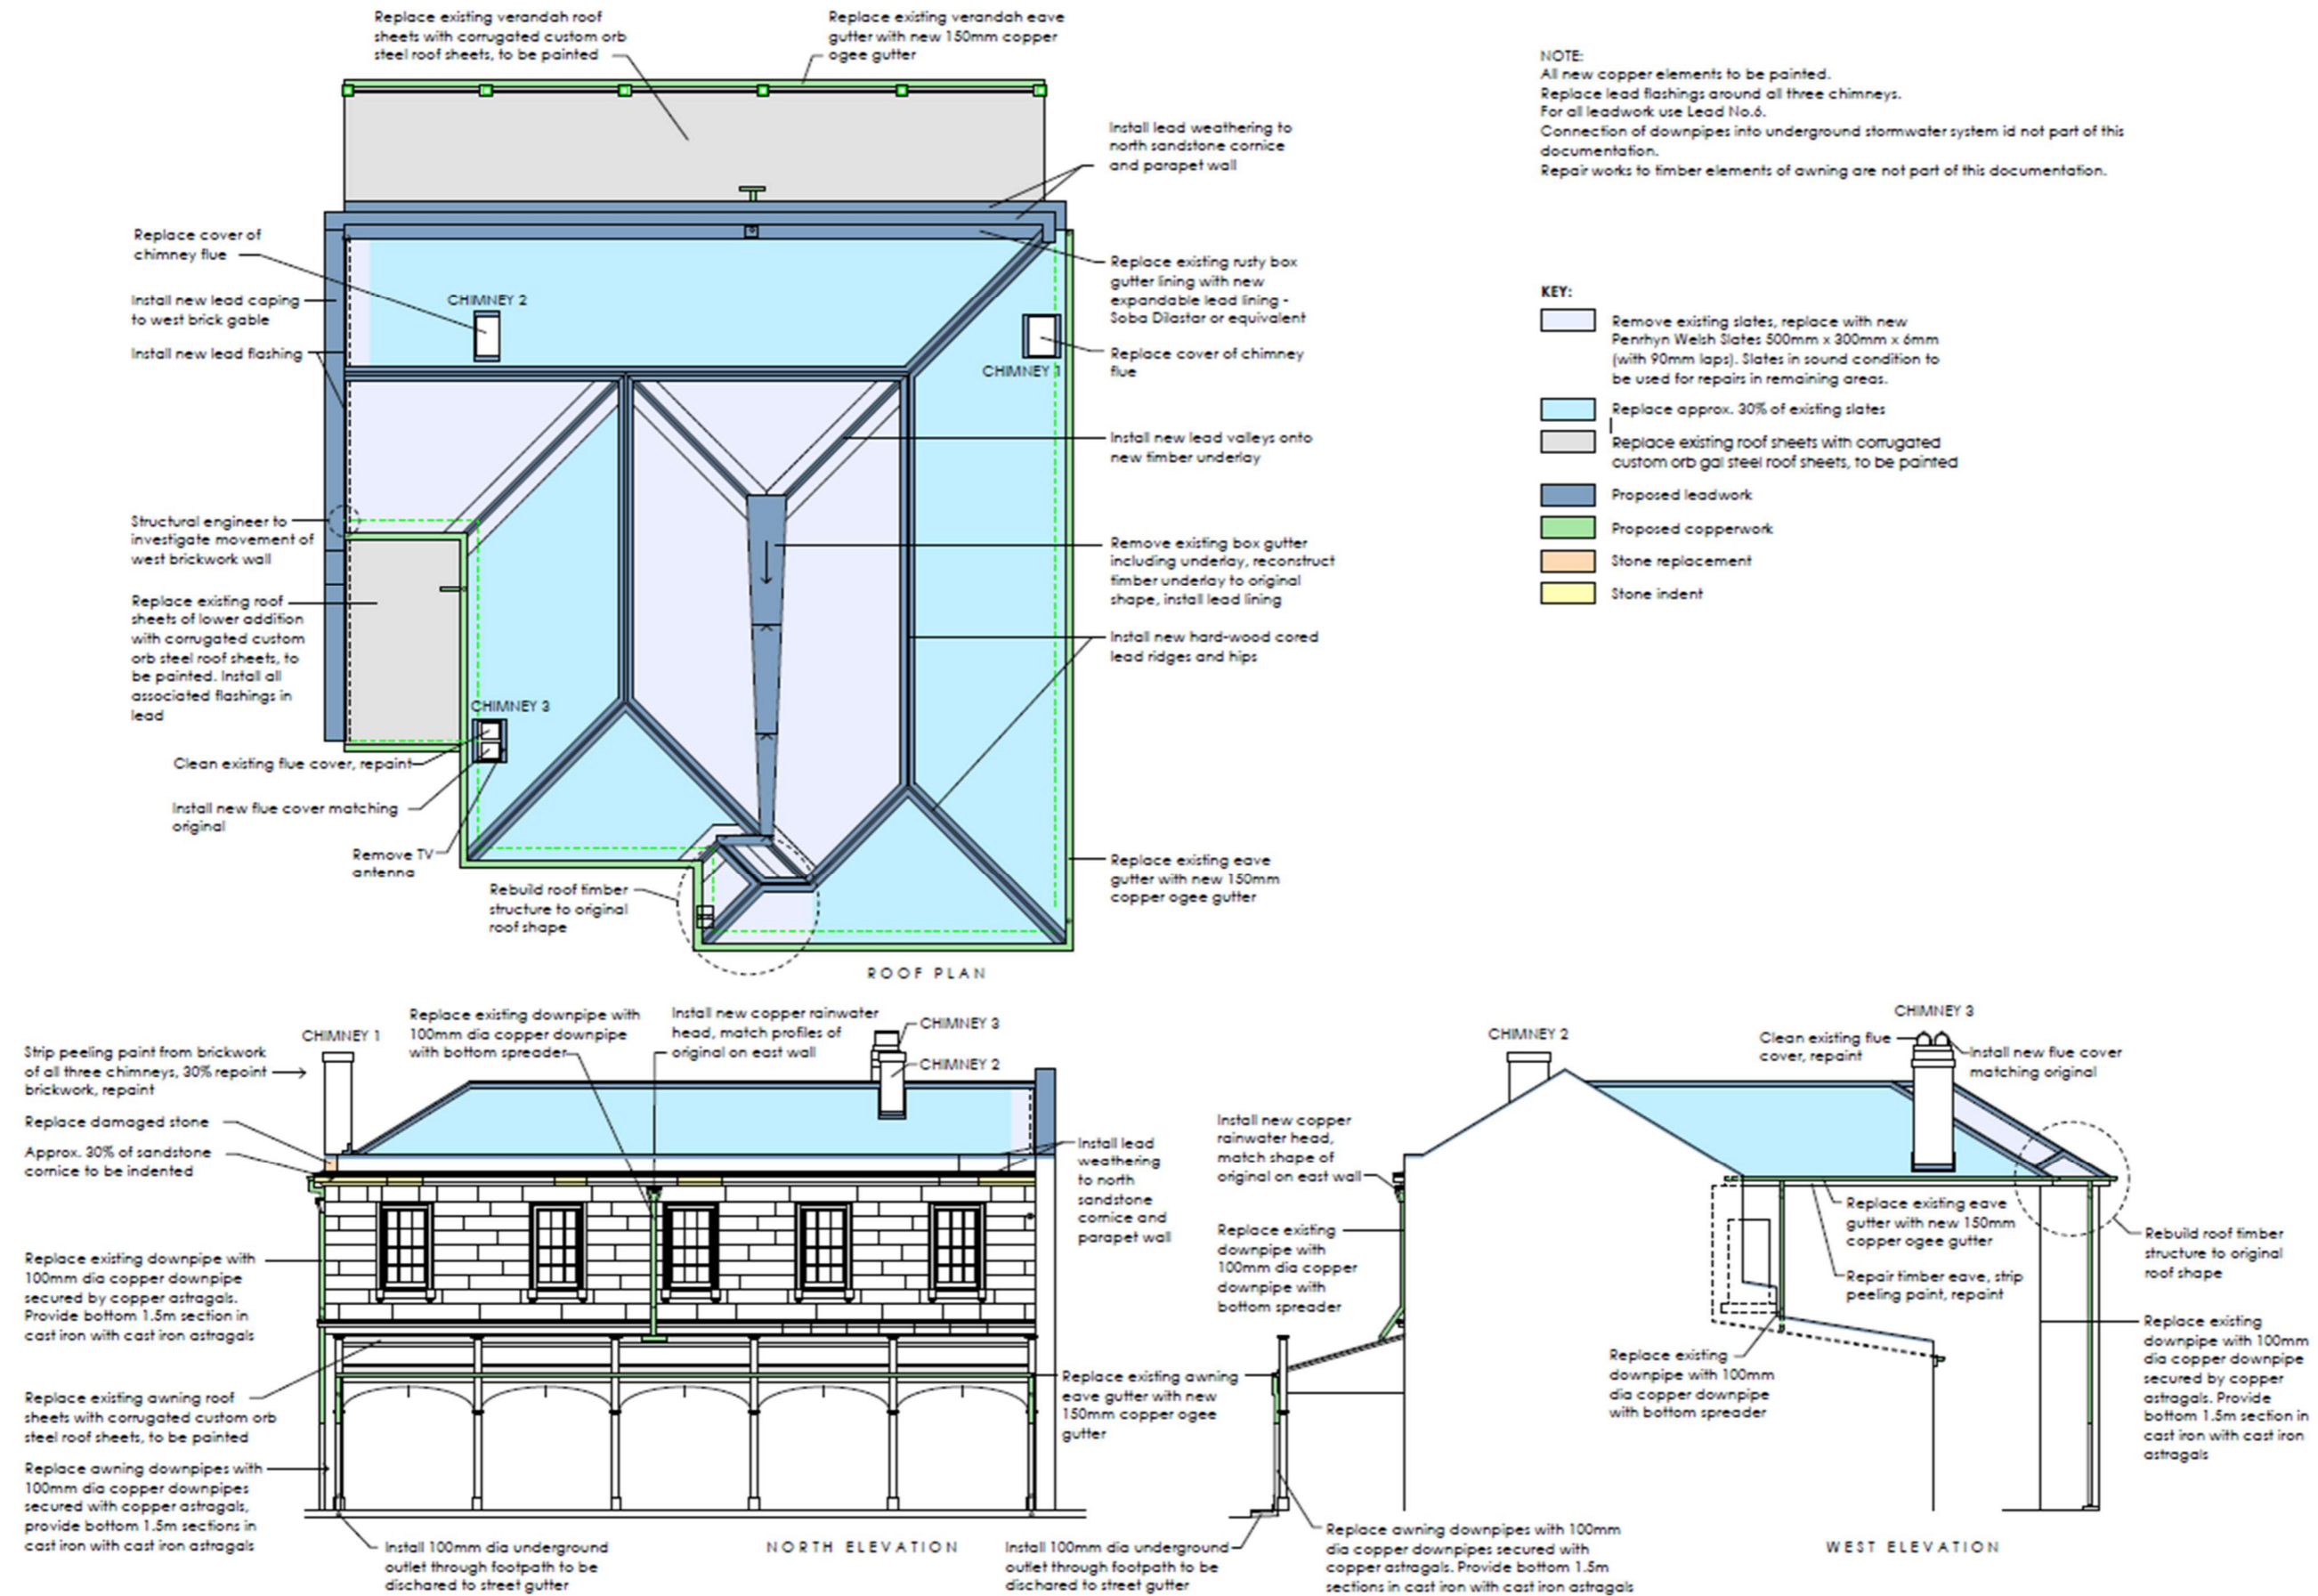 Replace existing verandah roof
sheets with corrugated custom orb
steel roof sheets, to be painted
Replace existing verandah eave
gutter with new 150mm copper
ogee gutter
NOTE:
All new copper elements to be painted.
Replace lead flashings around all three chimneys.
For all leadwork use Lead No.6.
Connection of downpipes into underground stormwater system id not part of this
documentation.
Repair works to timber elements of awning are not part of this documentation.
Install lead weathering to
north sandstone cornice
and parapet wall
Replace cover of
chimney flue
Install new lead caping
to west brick gable
Install new lead flashing
CHIMNEY 2
Replace existing rusty box
gutter lining with new
expandable lead lining -
Soba Dilastar or equivalent
Replace cover of chimney
flue
CHIMNEY 1
KEY:
Remove existing slates, replace with new
Penrhyn Welsh Slates 500mm x 300mm x 6mm
(with 90mm laps). Slates in sound condition to
be used for repairs in remaining areas.
Replace approx. 30% of existing slates
Replace existing roof sheets with corrugated
custom orb gal steel roof sheets, to be painted
Proposed leadwork
Proposed copperwork
Stone replacement
Stone indent
Install new lead valleys onto
new timber underlay
Structural engineer to
investigate movement of
west brickwork wall
Remove existing box gutter
including underlay, reconstruct
timber underlay to original
shape, install lead lining
Replace existing roof
sheets of lower addition
with corrugated custom
orb steel roof sheets, to
be painted. Install all
associated flashings in
lead
Install new hard-wood cored
lead ridges and hips
CHIMNEY 3
Clean existing flue cover, repaint
Install new flue cover matching
original
Remove TV
antenna
Rebuild roof timber
structure to original
roof shape
Replace existing eave
gutter with new 150mm
copper ogee gutter
ROOF PLAN
CHIMNEY 1
Replace existing downpipe with
100mm dia copper downpipe
with bottom spreader
Install new copper rainwater
head, match profiles of
original on east wall
CHIMNEY 3
CHIMNEY 2
Strip peeling paint from brickwork
of all three chimneys, 30% repoint
brickwork, repaint
Replace damaged stone
Approx. 30% of sandstone
cornice to be indented
Install lead
weathering
to north
sandstone
cornice and
parapet wall
Replace existing downpipe with
100mm dia copper downpipe
secured by copper astragals.
Provide bottom 1.5m section in
cast iron with cast iron astragals
Replace existing awning roof
sheets with corrugated custom orb
steel roof sheets, to be painted
Replace awning downpipes with
100mm dia copper downpipes
secured with copper astragals,
provide bottom 1.5m sections in
cast iron with cast iron astragals
Replace existing awning
eave gutter with new
150mm copper ogee
gutter
Install 100mm dia underground
outlet through footpath to be
dischared to street gutter
NORTH ELEVATION
CHIMNEY 2
CHIMNEY 3
Clean existing flue
cover, repaint
Install new flue cover
matching original
Install new copper
rainwater head,
match shape of
original on east wall
Replace existing
downpipe with
100mm dia copper
downpipe with
bottom spreader
Replace existing eave
gutter with new 150mm
copper ogee gutter
Repair timber eave, strip
peeling paint, repaint
Rebuild roof timber
structure to original
roof shape
Replace existing
downpipe with 100mm
dia copper downpipe
with bottom spreader
Replace existing
downpipe with 100mm
dia copper downpipe
secured by copper
astragals. Provide
bottom 1.5m section in
cast iron with cast iron
astragals
Install 100mm dia underground
outlet through footpath to be
dischared to street gutter
Replace awning downpipes with 100mm
dia copper downpipes secured with
copper astragals. Provide bottom 1.5m
sections in cast iron with cast iron astragals
WEST ELEVATION